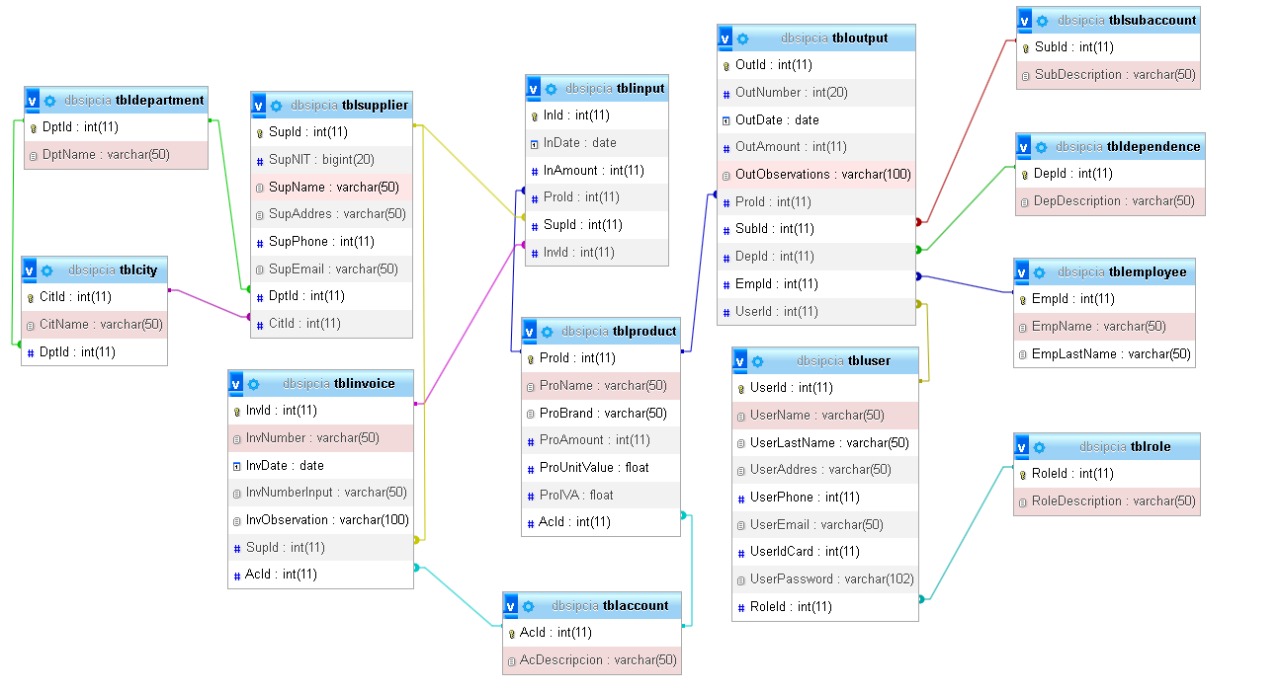 dbsipcia tbldepartment
DptId : int(11)
DptName : varchar(50)
dbsipcia tblcity
CitId : int(11)
CitName : varchar(50)
DptId : int(11)
dbsipcia tblsupplier
SupId : int(11)
SupNIT : bigint(20)
SupName : varchar(50)
SupAddres : varchar(50)
SupPhone : int(11)
SupEmail : varchar(50)
DptId : int(11)
CitId : int(11)
dbsipcia tblinvoice
InvId : int(11)
InvNumber : varchar(50)
InvDate : date
InvNumberInput : varchar(50)
InvObservation : varchar(100)
SupId : int(11)
AcId : int(11)
dbsipcia tblinput
InId : int(11)
InDate : date
InAmount : int(11)
ProId : int(11)
SupId : int(11)
InvId : int(11)
dbsipcia tblproduct
ProId : int(11)
ProName : varchar(50)
ProBrand : varchar(50)
ProAmount : int(11)
ProUnitValue : float
ProIVA : float
AcId : int(11)
dbsipcia tblaccount
AcId : int(11)
AcDescripcion : varchar(50)
dbsipcia tbloutput
OutId : int(11)
OutNumber : int(20)
OutDate : date
OutAmount : int(11)
OutObservations : varchar(100)
ProId : int(11)
SubId : int(11)
DepId : int(11)
EmpId : int(11)
UserId : int(11)
dbsipcia tbluser
UserId : int(11)
UserName : varchar(50)
UserLastName : varchar(50)
UserAddres : varchar(50)
UserPhone : int(11)
UserEmail : varchar(50)
UserIdCard : int(11)
UserPassword : varchar(102)
RoleId : int(11)
dbsipcia tblsubaccount
SubId : int(11)
SubDescription : varchar(50)
dbsipcia tbldependence
DepId : int(11)
DepDescription : varchar(50)
dbsipcia tblemployee
EmpId : int(11)
EmpName : varchar(50)
EmpLastName : varchar(50)
dbsipcia tblrole
RoleId : int(11)
RoleDescription : varchar(50)